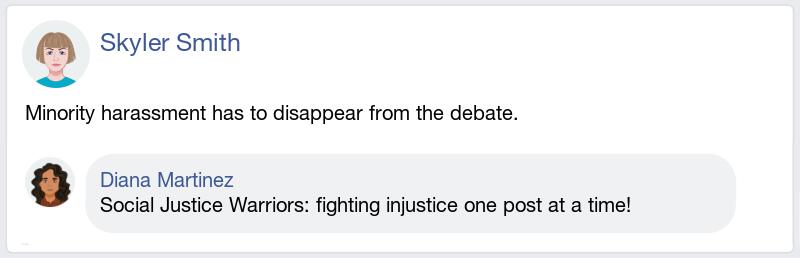 Skyler Smith
Minority harassment has to disappear from the debate.
Diana Martinez
Social Justice Warriors: fighting injustice one post at a time!